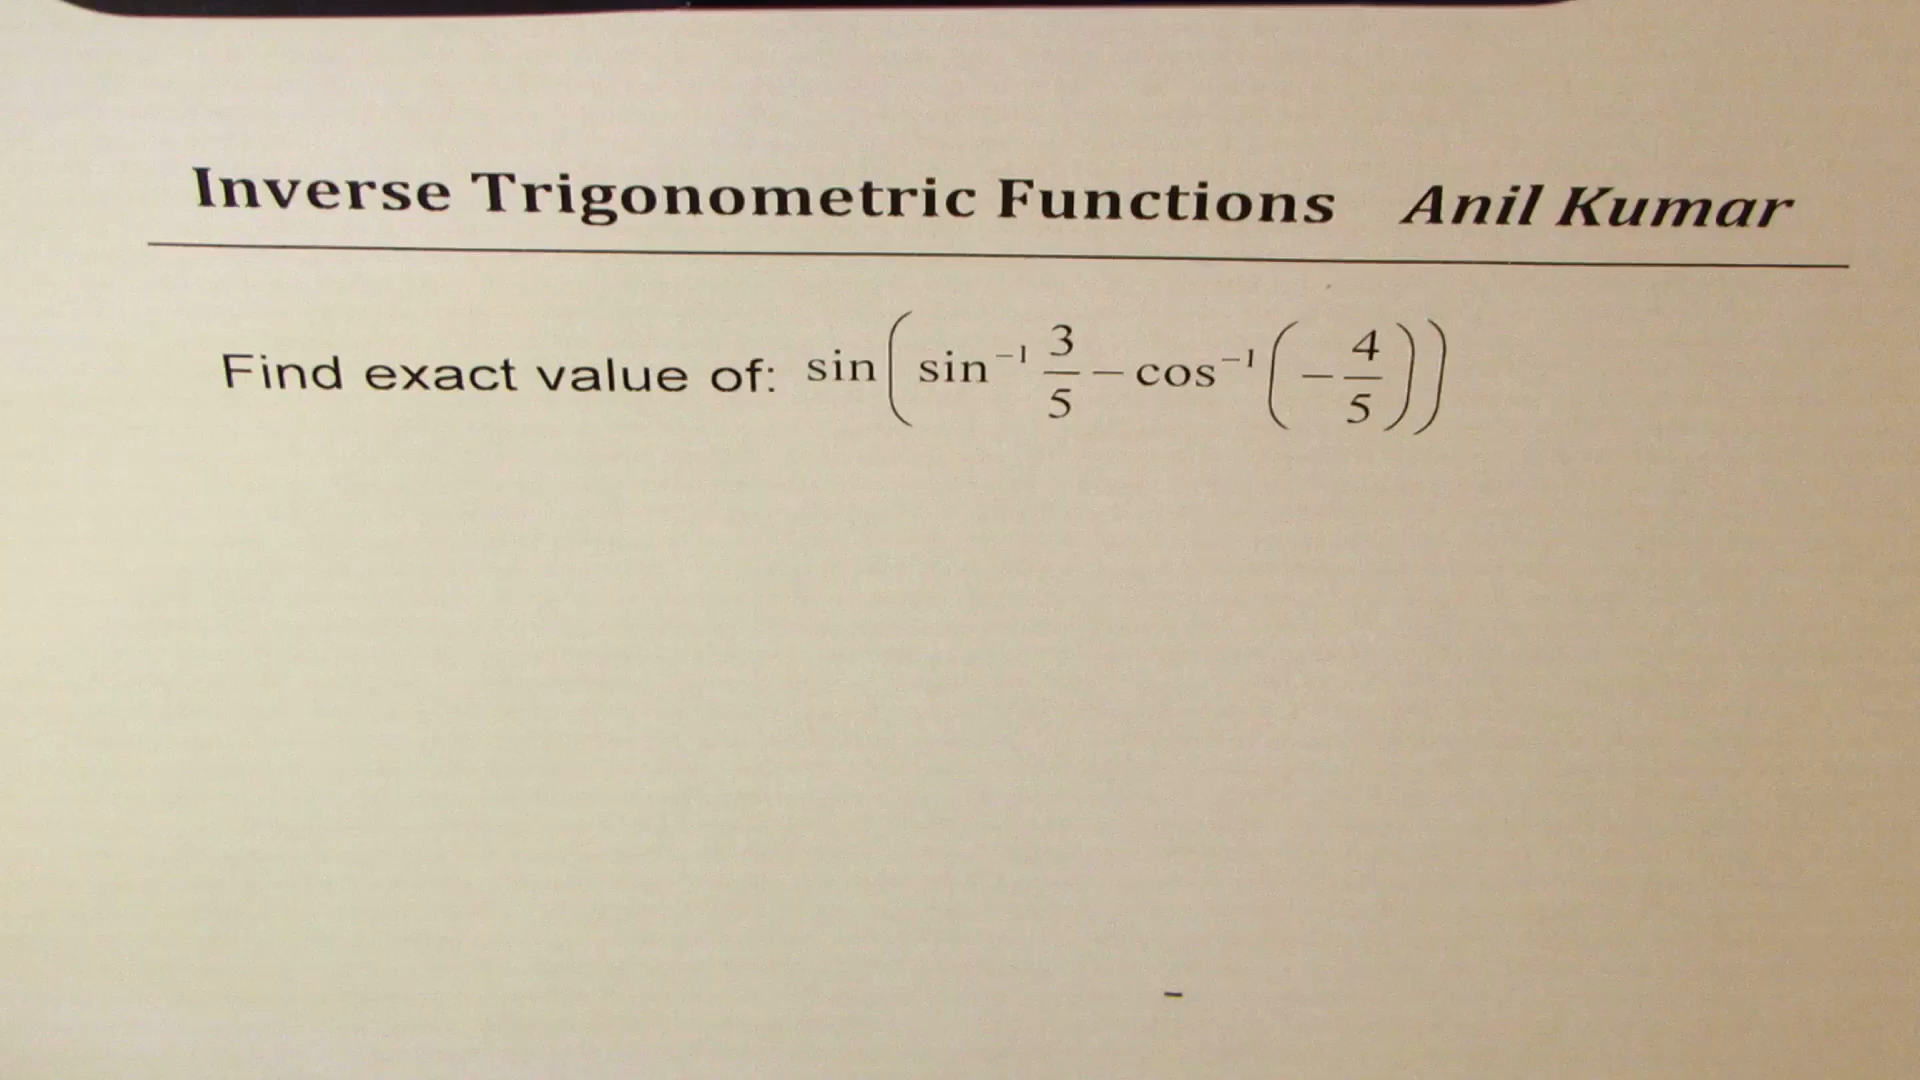 Inverse Trigonometric Functions Anil Kumar
Find exact value of: sin(sin⁻¹ 3/5 − cos⁻¹(−4/5))